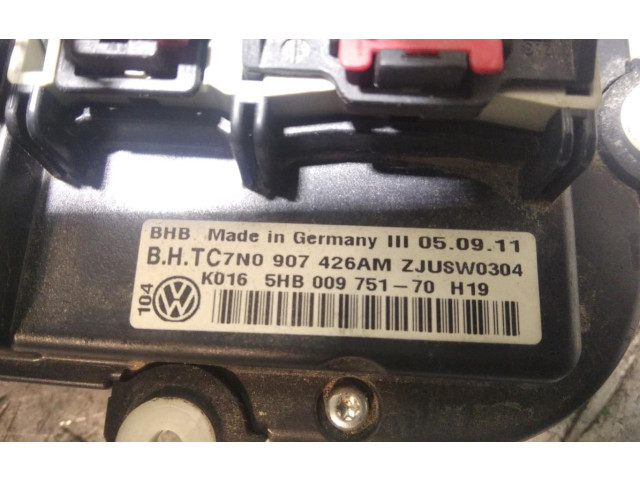 BHB Made in Germany III 05.09.11
B.H.TC7N0 907 426AM ZJUSW0304
K016 5HB 009 751-70 H19
104